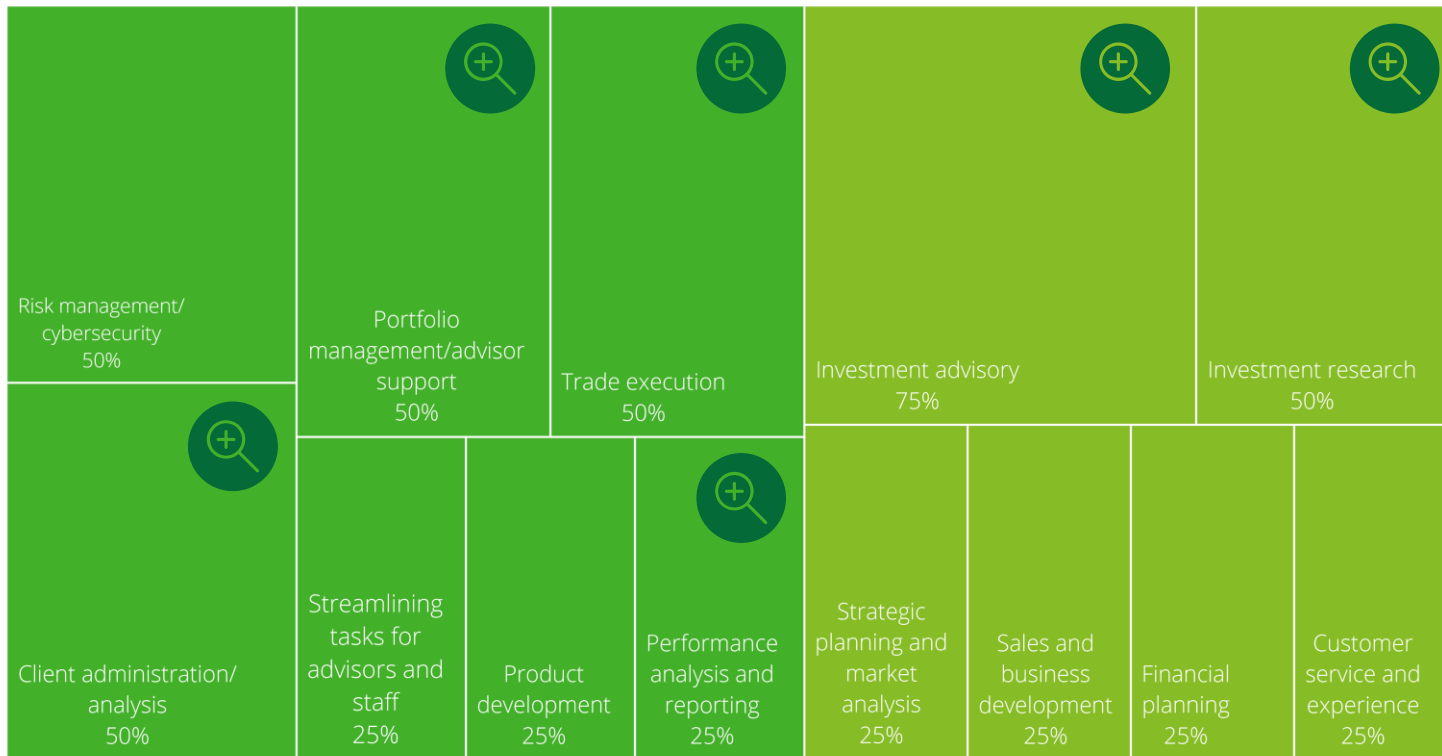 Risk management/
cybersecurity
50%
Portfolio
management/advisor
support
50%
Trade execution
50%
Investment advisory
75%
Investment research
50%
Client administration/
analysis
50%
Streamlining
tasks for
advisors and
staff
25%
Product
development
25%
Performance
analysis and
reporting
25%
Strategic
planning and
market
analysis
25%
Sales and
business
development
25%
Financial
planning
25%
Customer
service and
experience
25%